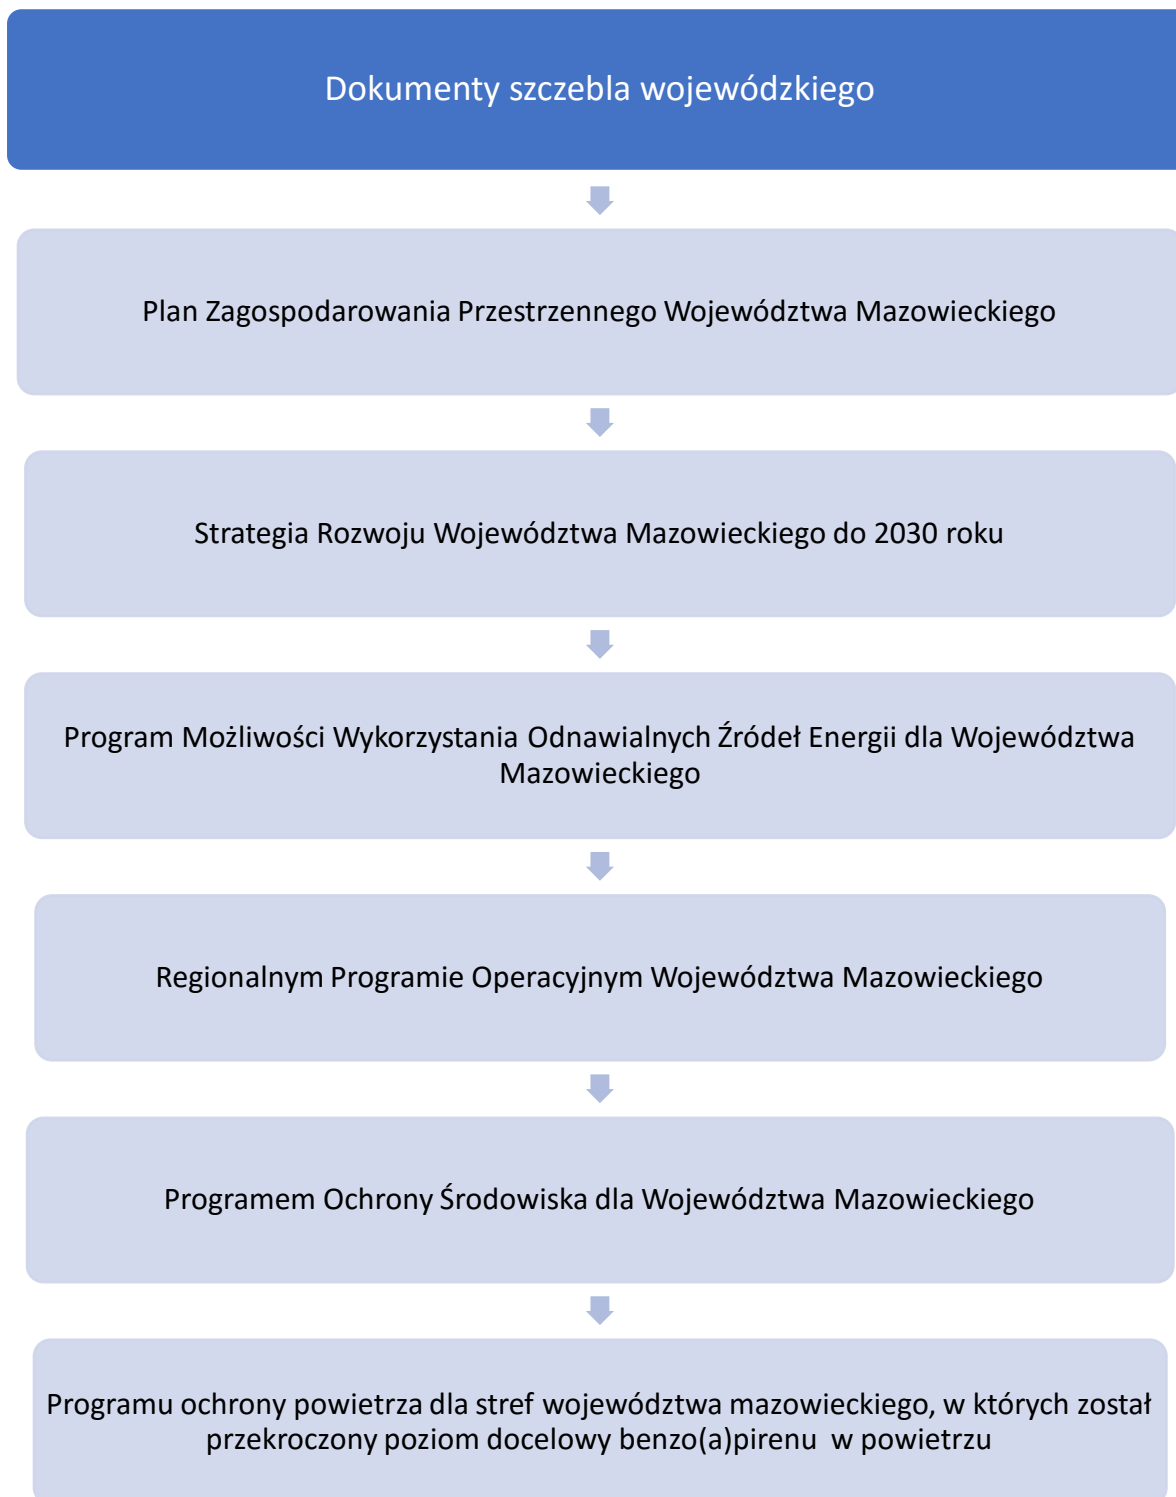 Dokumenty szczebla wojewódzkiego
Plan Zagospodarowania Przestrzennego Województwa Mazowieckiego
Strategia Rozwoju Województwa Mazowieckiego do 2030 roku
Program Możliwości Wykorzystania Odnawialnych Źródeł Energii dla Województwa
Mazowieckiego
Regionalnym Programie Operacyjnym Województwa Mazowieckiego
Programem Ochrony Środowiska dla Województwa Mazowieckiego
Programu ochrony powietrza dla stref województwa mazowieckiego, w których został
przekroczony poziom docelowy benzo(a)pirenu w powietrzu